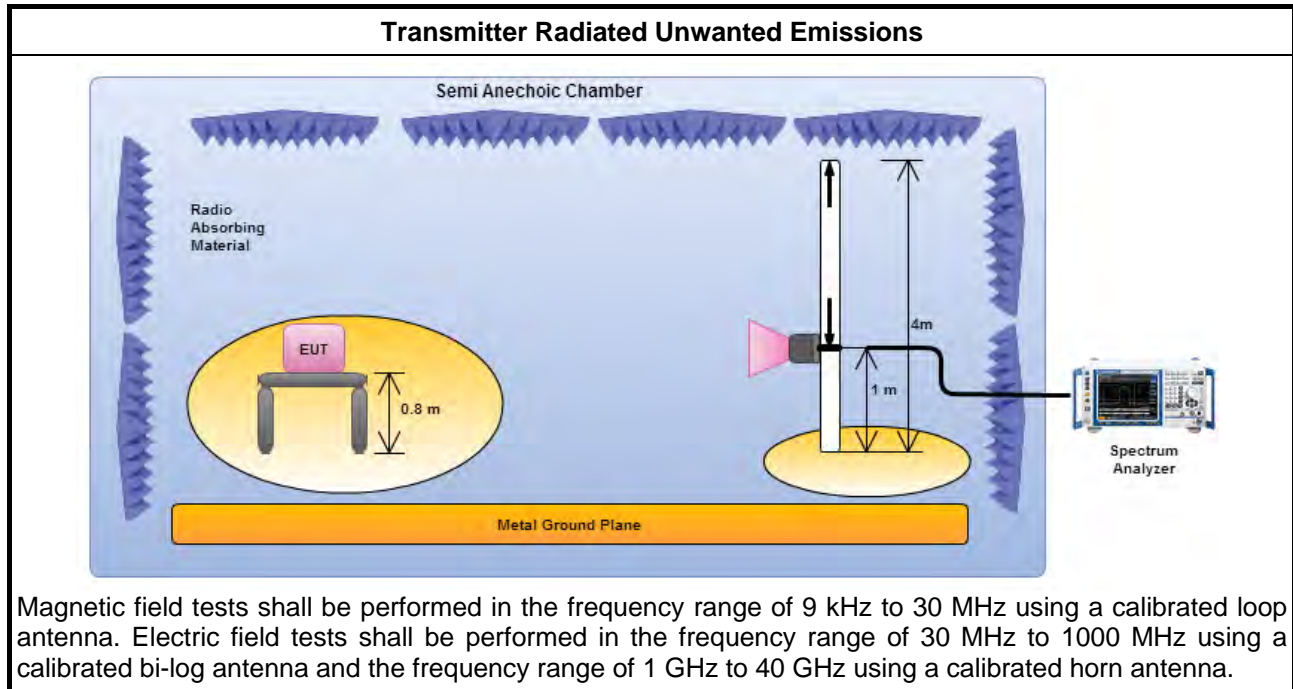 Transmitter Radiated Unwanted Emissions
Semi Anechoic Chamber
Radio
Absorbing
Material
EUT
0.8 m
4m
1 m
Spectrum
Analyzer
Metal Ground Plane
Magnetic field tests shall be performed in the frequency range of 9 kHz to 30 MHz using a calibrated loop
antenna. Electric field tests shall be performed in the frequency range of 30 MHz to 1000 MHz using a
calibrated bi-log antenna and the frequency range of 1 GHz to 40 GHz using a calibrated horn antenna.